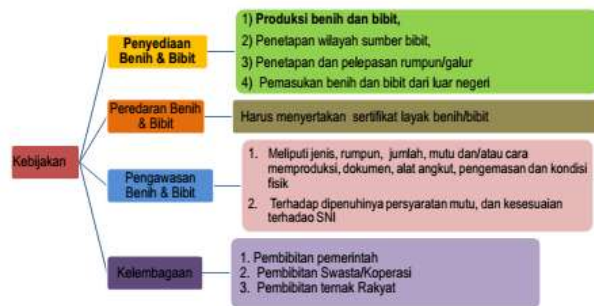 Kebijakan
Penyediaan
Benih & Bibit
1) Produksi benih dan bibit,
2) Penetapan wilayah sumber bibit,
3) Penetapan dan pelepasan rumpun/galur
4) Pemasukan benih dan bibit dari luar negeri
Peredaran Benih
& Bibit
Harus menyertakan sertifikat layak benih/bibit
Pengawasan
Benih & Bibit
1. Meliputi jenis, rumpun, jumlah, mutu dan/atau cara
memproduksi, dokumen, alat angkut, pengemasan dan kondisi
fisik
2. Terhadap dipenuhinya persyaratan mutu, dan kesesuaian
terhadao SNI
Kelembagaan
1. Pembibitan pemerintah
2. Pembibitan Swasta/Koperasi
3. Pembibitan ternak Rakyat